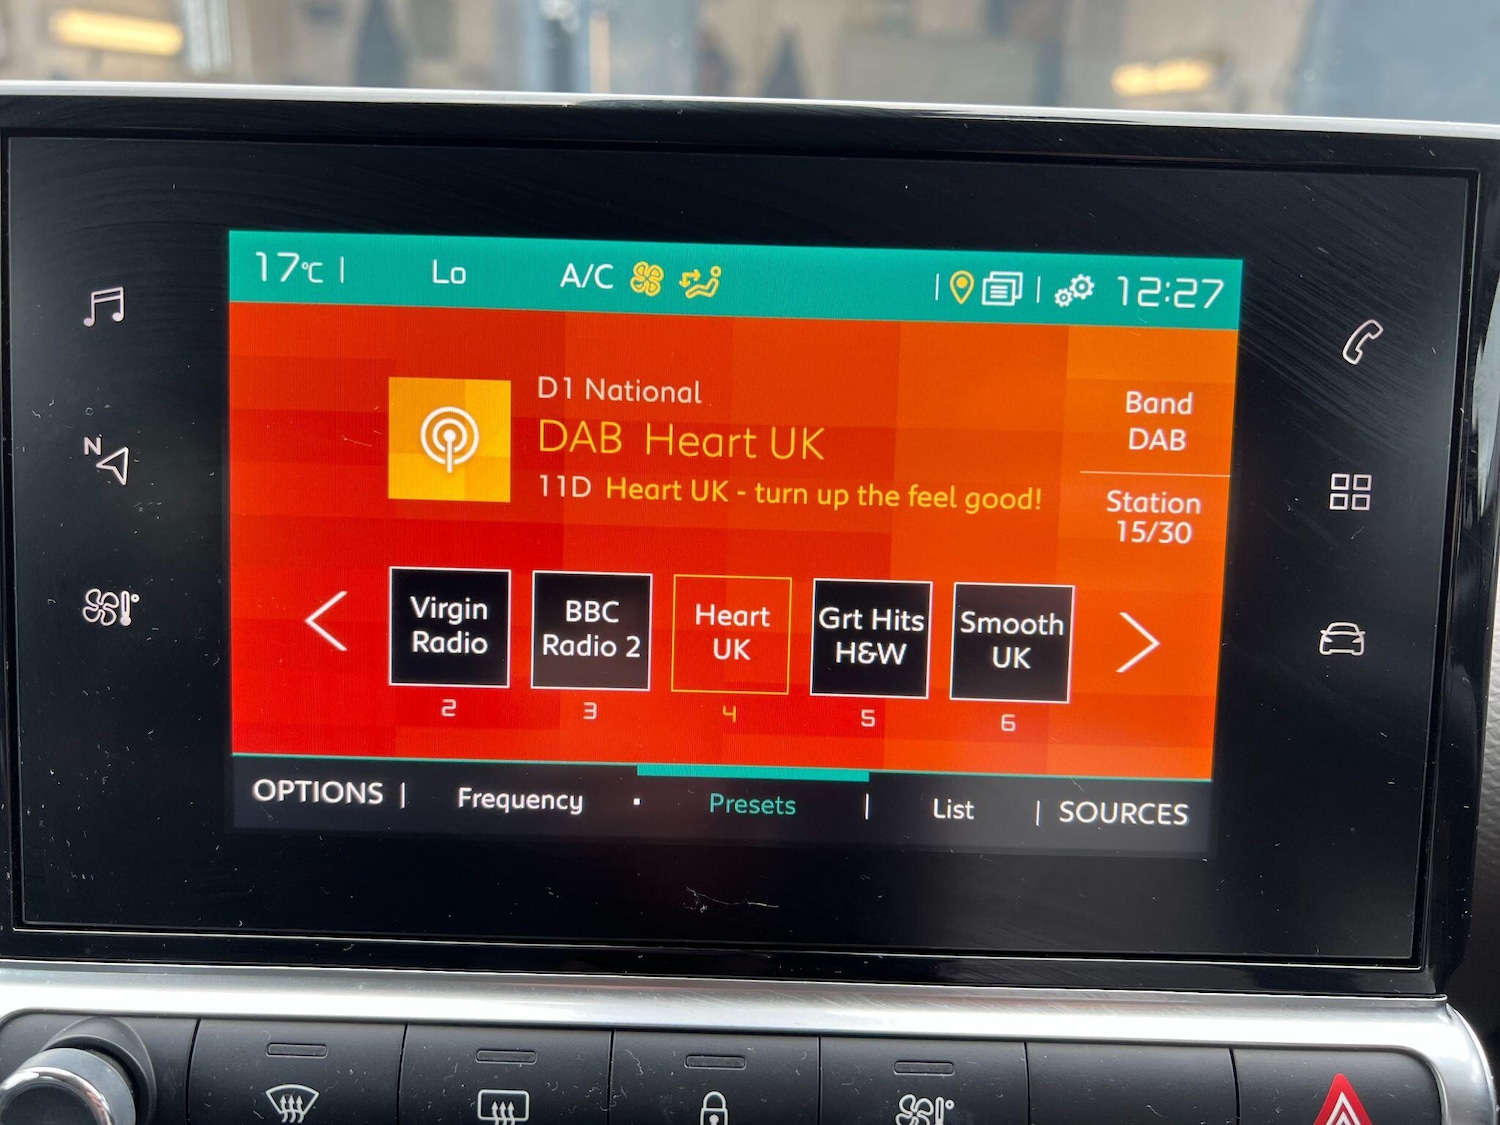 17°C | Lo A/C | | 12:27
D1 National
DAB Heart UK
11D Heart UK - turn up the feel good!
Band
DAB
Station
15/30
N
Virgin
Radio
2
BBC
Radio 2
3
Heart
UK
4
Grt Hits
H&W
5
Smooth
UK
6
OPTIONS | Frequency · Presets | List | SOURCES